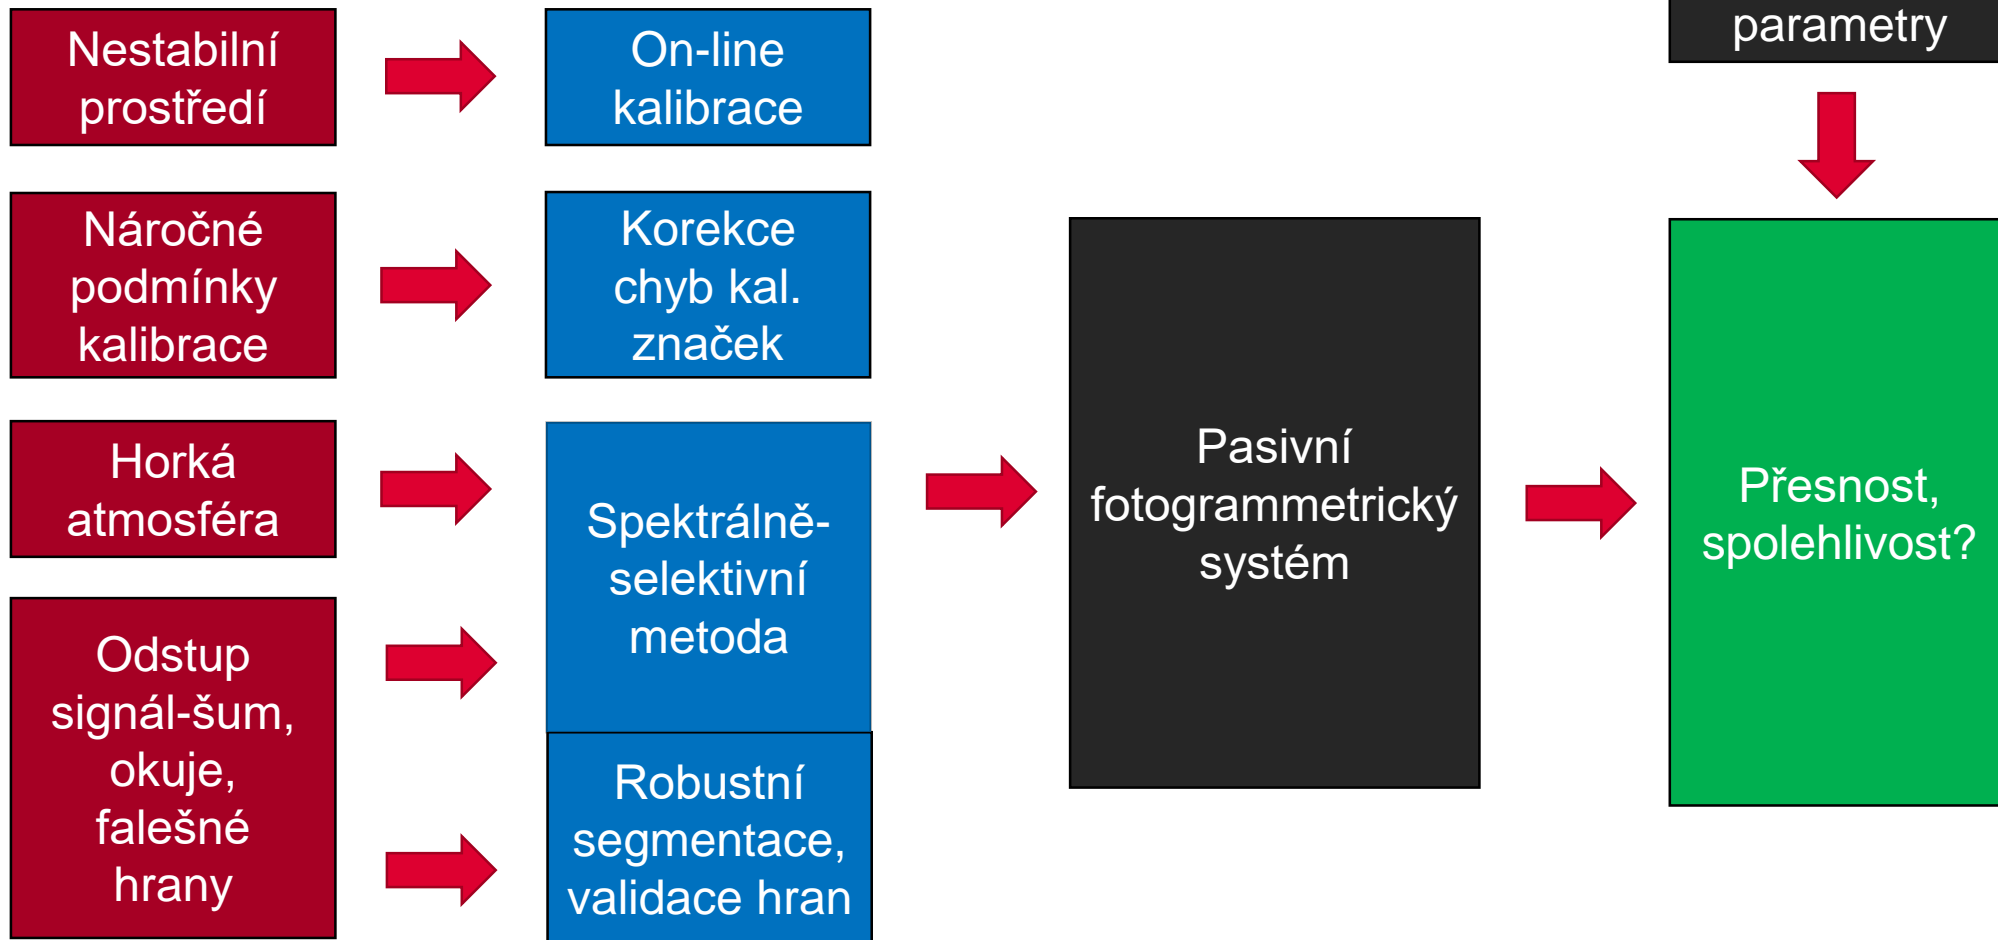 Nestabilní
prostředí
On-line
kalibrace
parametry
Náročné
podmínky
kalibrace
Korekce
chyb kal.
značek
Horká
atmosféra
Spektrálně-
selektivní
metoda
Odstup
signál-šum,
okuje,
falešné
hrany
Robustní
segmentace,
validace hran
Pasivní
fotogrammetrický
systém
Přesnost,
spolehlivost?